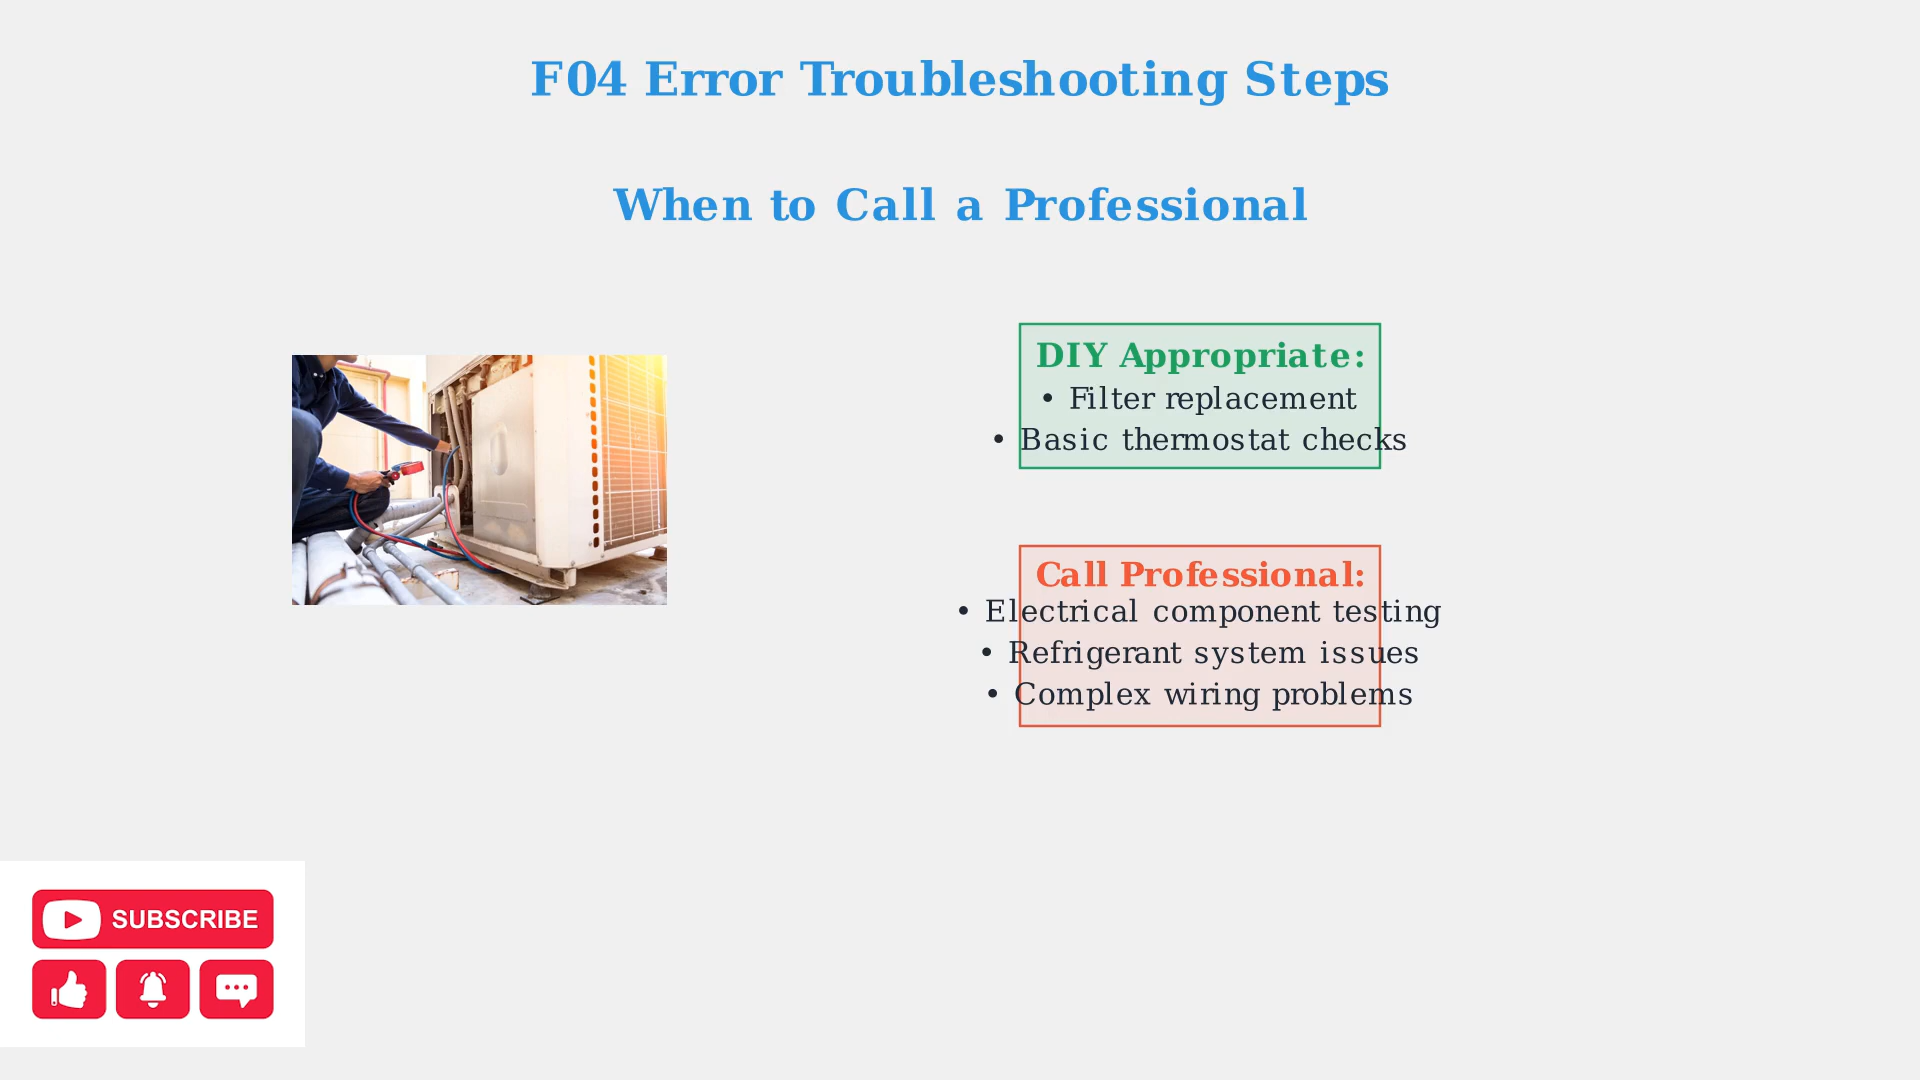 F04 Error Troubleshooting Steps
When to Call a Professional
DIY Appropriate:
• Filter replacement
• Basic thermostat checks
Call Professional:
• Electrical component testing
• Refrigerant system issues
• Complex wiring problems
SUBSCRIBE